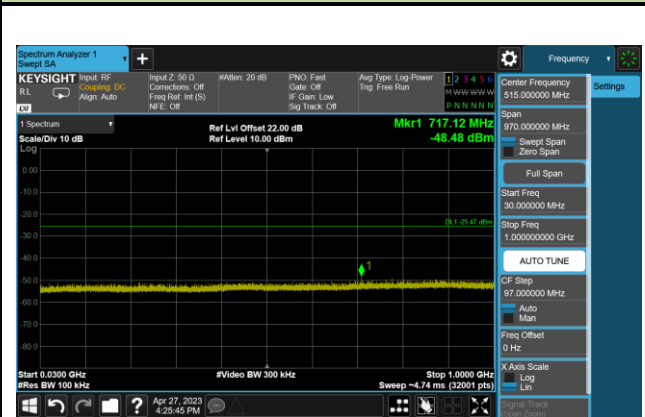 Spectrum Analyzer 1
Swept SA
+
Frequency
KEYSIGHT
RL
LXI
Input: RF
Coupling: DC
Align: Auto
Input Z: 50 Ω
Corrections: Off
Freq Ref: Int (S)
NFE: Off
#Atten: 20 dB
PNO: Fast
Gate: Off
IF Gain: Low
Sig Track: Off
Avg Type: Log-Power
Trig: Free Run
1 2 3 4 5 6
M W W W W W
P N N N N N
1 Spectrum
Scale/Div 10 dB
Log
Ref Lvl Offset 22.00 dB
Ref Level 10.00 dBm
Mkr1 717.12 MHz
-48.48 dBm
0.00
-10.0
-20.0
DL1 -25.47 dBm
-30.0
-40.0
1
-50.0
-60.0
-70.0
-80.0
Start 0.0300 GHz
#Res BW 100 kHz
#Video BW 300 kHz
Stop 1.0000 GHz
Sweep ~4.74 ms (32001 pts)
?
Apr 27, 2023
4:25:45 PM
Center Frequency
515.000000 MHz
Settings
Span
970.000000 MHz
Swept Span
Zero Span
Full Span
Start Freq
30.000000 MHz
Stop Freq
1.000000000 GHz
AUTO TUNE
CF Step
97.000000 MHz
Auto
Man
Freq Offset
0 Hz
X Axis Scale
Log
Lin
Signal Track
(Span Zoom)